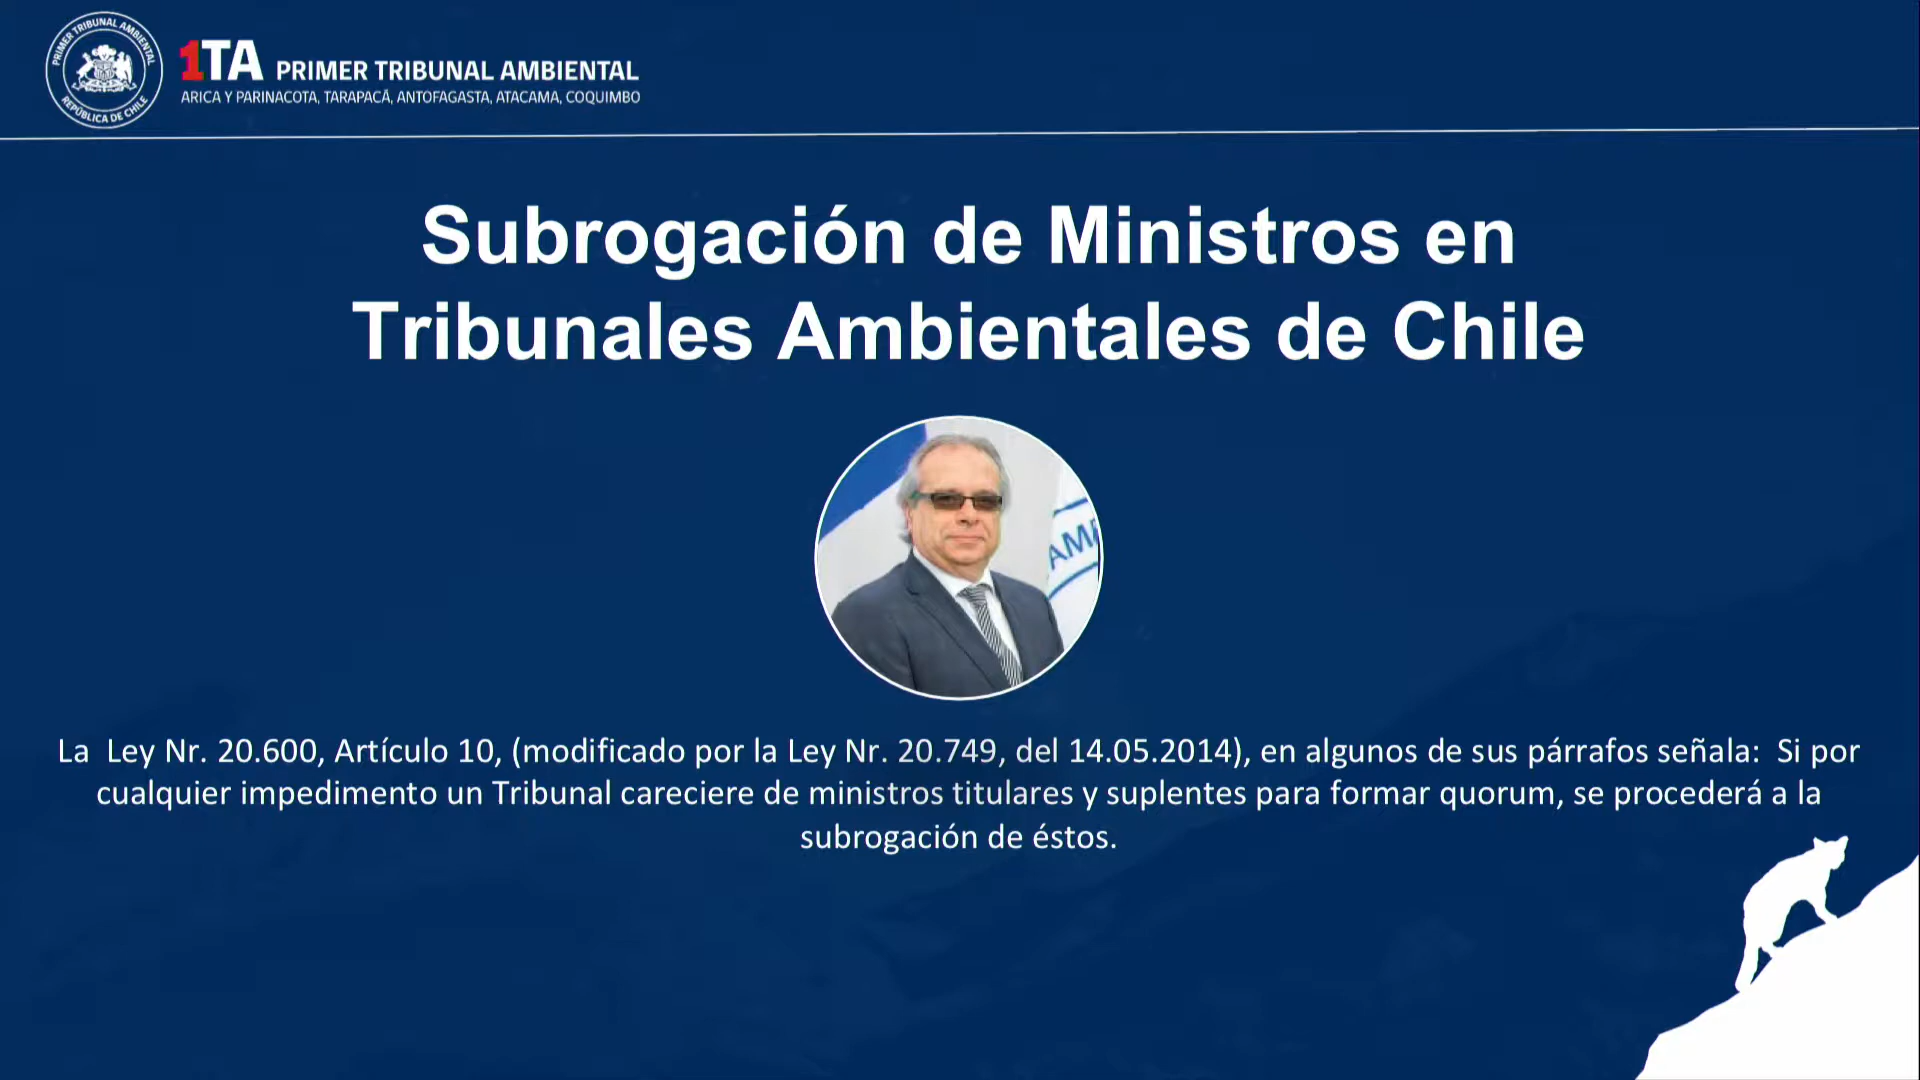 PRIMER TRIBUNAL AMBIENTAL
REPÚBLICA DE CHILE
1TA PRIMER TRIBUNAL AMBIENTAL
ARICA Y PARINACOTA, TARAPACÁ, ANTOFAGASTA, ATACAMA, COQUIMBO
Subrogación de Ministros en
Tribunales Ambientales de Chile
AM
La  Ley Nr. 20.600, Artículo 10, (modificado por la Ley Nr. 20.749, del 14.05.2014), en algunos de sus párrafos señala:  Si por
cualquier impedimento un Tribunal careciere de ministros titulares y suplentes para formar quorum, se procederá a la
subrogación de éstos.